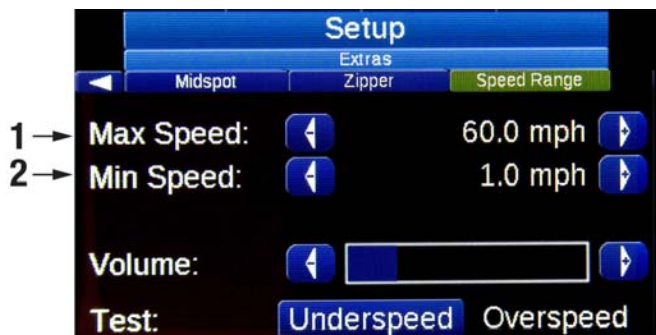 Setup
Extras
Midspot Zipper Speed Range
1 Max Speed: - 60.0 mph +
2 Min Speed: - 1.0 mph +
Volume: - +
Test: Underspeed Overspeed